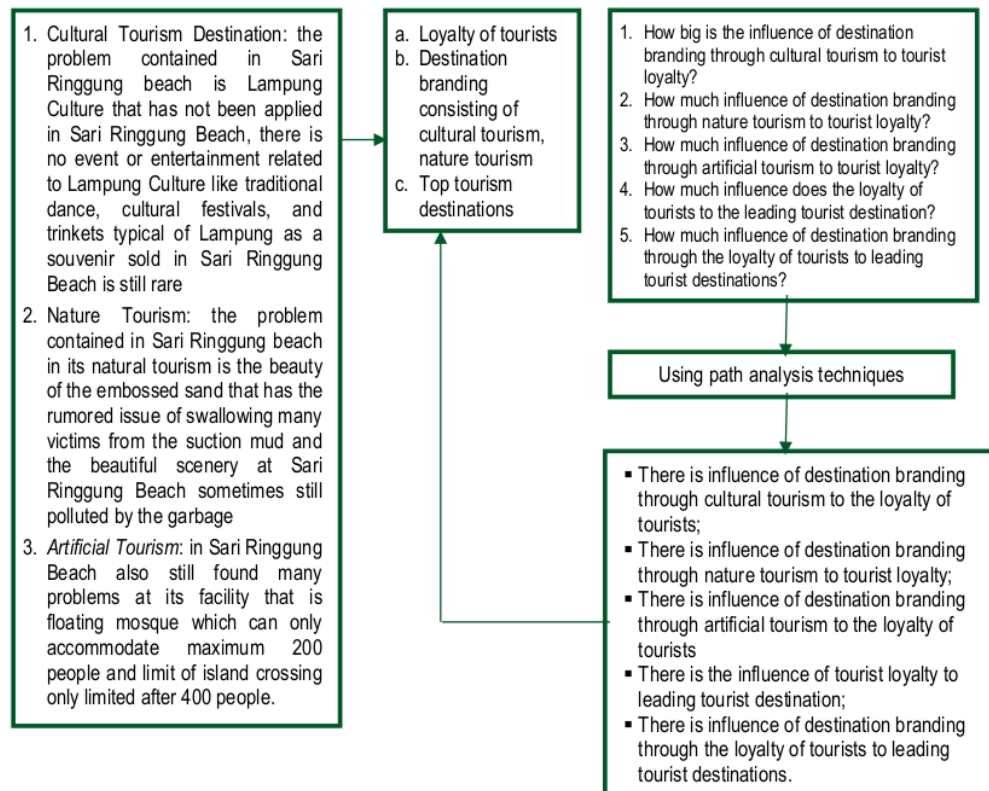 1. Cultural Tourism Destination: the
problem contained in Sari
Ringgung beach is Lampung
Culture that has not been applied
in Sari Ringgung Beach, there is
no event or entertainment related
to Lampung Culture like traditional
dance, cultural festivals, and
trinkets typical of Lampung as a
souvenir sold in Sari Ringgung
Beach is still rare
2. Nature Tourism: the problem
contained in Sari Ringgung beach
in its natural tourism is the beauty
of the embossed sand that has the
rumored issue of swallowing many
victims from the suction mud and
the beautiful scenery at Sari
Ringgung Beach sometimes still
polluted by the garbage
3. Artificial Tourism: in Sari Ringgung
Beach also still found many
problems at its facility that is
floating mosque which can only
accommodate maximum 200
people and limit of island crossing
only limited after 400 people.
a. Loyalty of tourists
b. Destination
branding
consisting of
cultural tourism,
nature tourism
c. Top tourism
destinations
1. How big is the influence of destination
branding through cultural tourism to tourist
loyalty?
2. How much influence of destination branding
through nature tourism to tourist loyalty?
3. How much influence of destination branding
through artificial tourism to tourist loyalty?
4. How much influence does the loyalty of
tourists to the leading tourist destination?
5. How much influence of destination branding
through the loyalty of tourists to leading
tourist destinations?
Using path analysis techniques
▪ There is influence of destination branding
through cultural tourism to the loyalty of
tourists;
▪ There is influence of destination branding
through nature tourism to tourist loyalty;
▪ There is influence of destination branding
through artificial tourism to the loyalty of
tourists
▪ There is the influence of tourist loyalty to
leading tourist destination;
▪ There is influence of destination branding
through the loyalty of tourists to leading
tourist destinations.